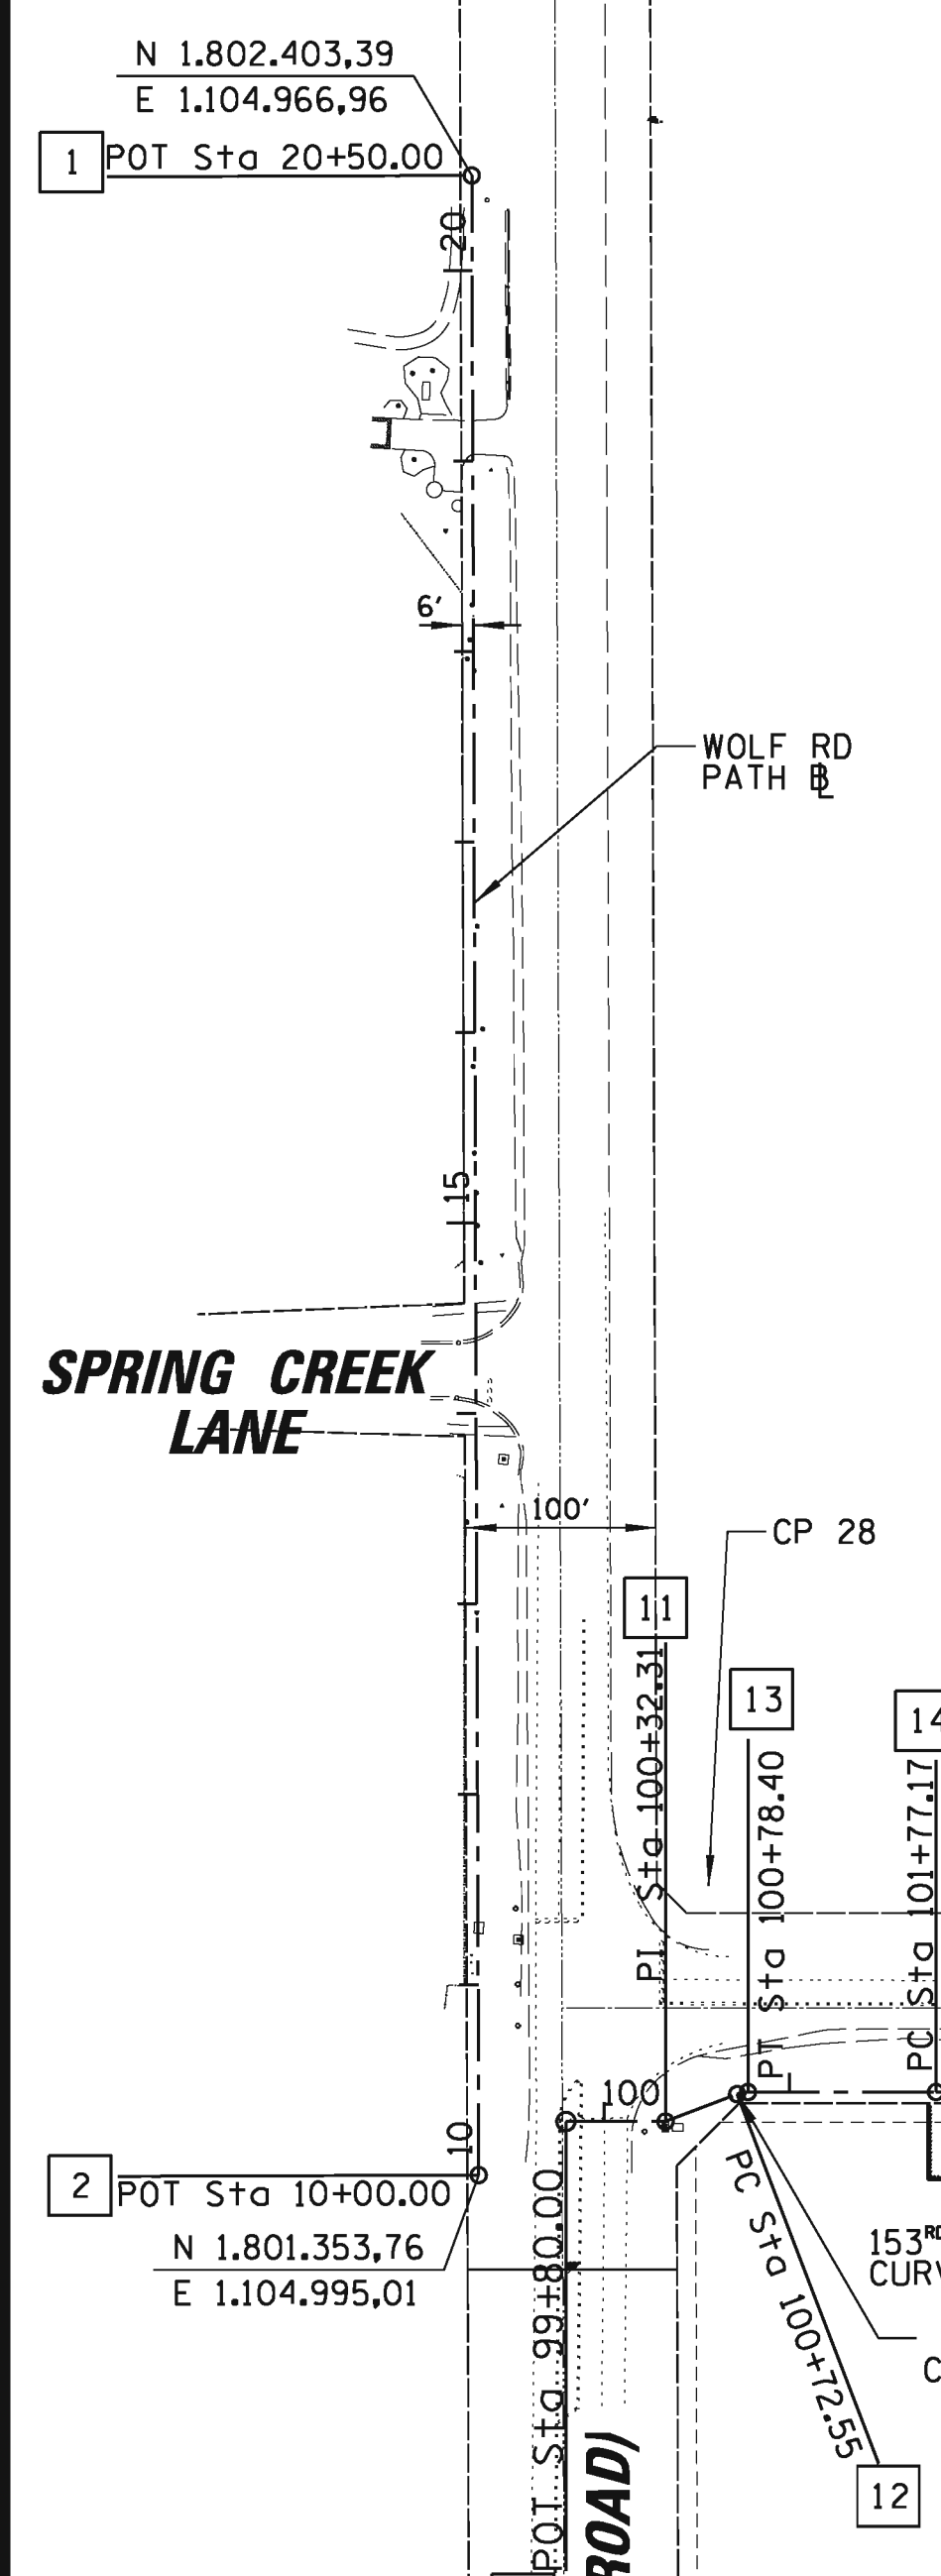 N 1.802.403,39
E 1.104.966,96
1
POT Sta 20+50.00
20
6'
WOLF RD
PATH B̵L
15
SPRING CREEK
LANE
100'
CP 28
11
PI Sta 100+32.31
13
PT Sta 100+78.40
14
PC Sta 101+77.17
100
10
2
POT Sta 10+00.00
N 1.801.353,76
E 1.104.995,01
POT Sta 99+80.00
PC Sta 100+72.55
153RD
CURV
C
12
ROAD)